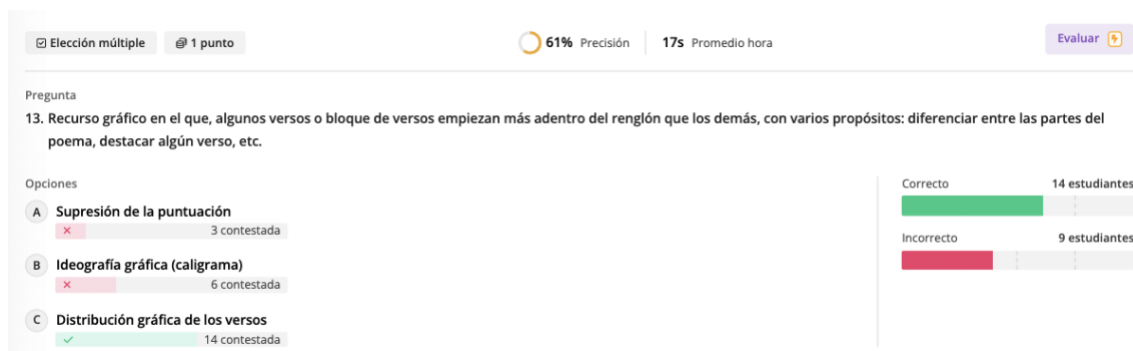 Elección múltiple 1 punto 61% Precisión 17s Promedio hora Evaluar
Pregunta
13. Recurso gráfico en el que, algunos versos o bloque de versos empiezan más adentro del renglón que los demás, con varios propósitos: diferenciar entre las partes del
poema, destacar algún verso, etc.
Opciones
A Supresión de la puntuación
3 contestada
B Ideografía gráfica (caligrama)
6 contestada
C Distribución gráfica de los versos
14 contestada
Correcto 14 estudiantes
Incorrecto 9 estudiantes